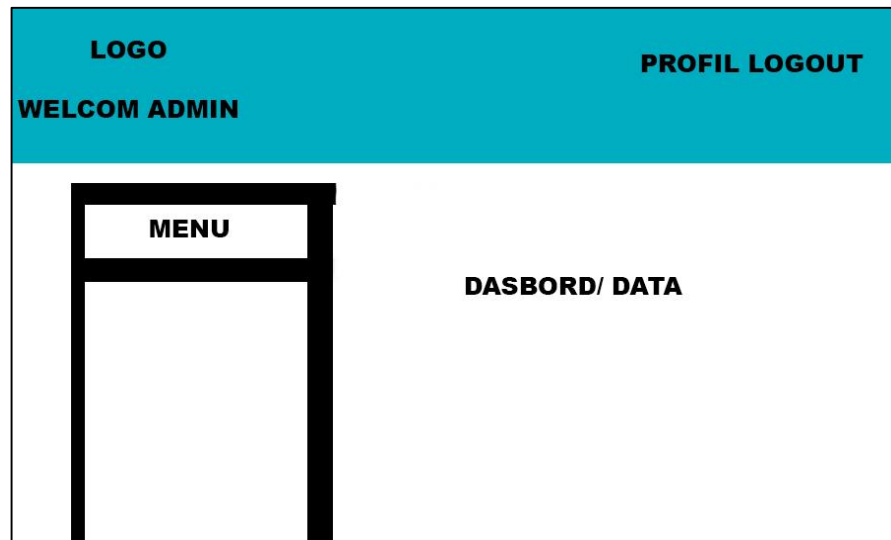 LOGO
PROFIL LOGOUT
WELCOM ADMIN
MENU
DASBORD/ DATA